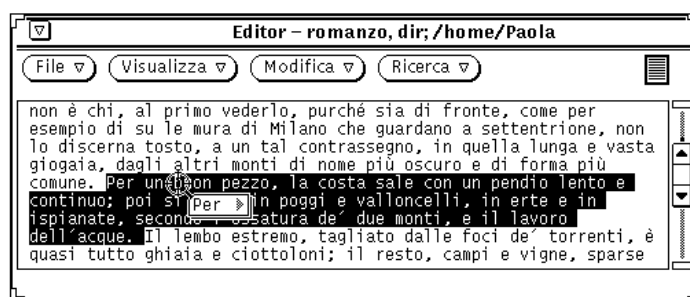 Editor – romanzo, dir; /home/Paola
File Visualizza Modifica Ricerca
non è chi, al primo vederlo, purché sia di fronte, come per
esempio di su le mura di Milano che guardano a settentrione, non
lo discerna tosto, a un tal contrassegno, in quella lunga e vasta
giogaia, dagli altri monti di nome più oscuro e di forma più
comune. Per un buon pezzo, la costa sale con un pendio lento e
continuo; poi si in poggi e valloncelli, in erte e in
Per
ispianate, secondo l'ossatura de´ due monti, e il lavoro
dell´acque. Il lembo estremo, tagliato dalle foci de´ torrenti, è
quasi tutto ghiaia e ciottoloni; il resto, campi e vigne, sparse